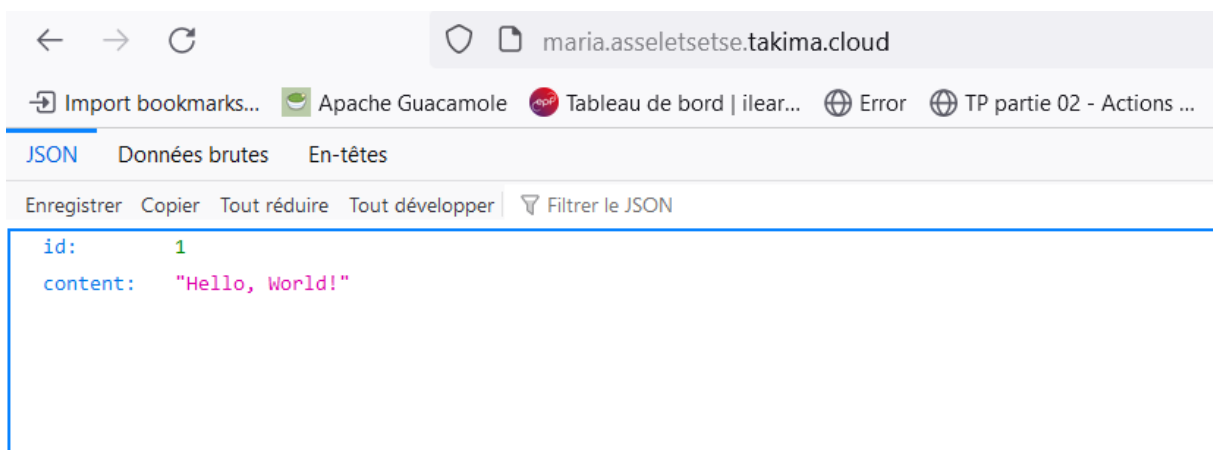 maria.asseletsetse.takima.cloud
Import bookmarks... Apache Guacamole epf Tableau de bord | ilear... Error TP partie 02 - Actions ...
JSON Données brutes En-têtes
Enregistrer Copier Tout réduire Tout développer Filtrer le JSON
id: 1
content: "Hello, World!"